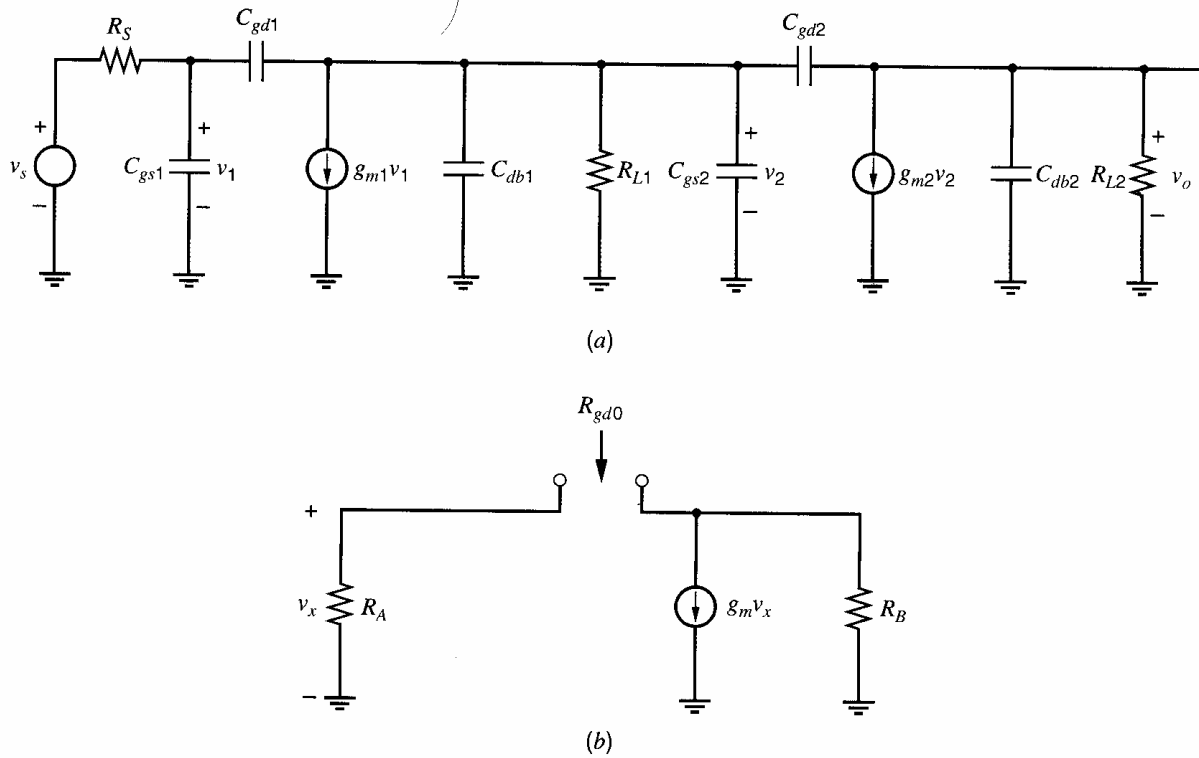 R_S
C_gd1
C_gd2
+
v_s
−
C_gs1
+
v_1
−
g_m1v_1
C_db1
R_L1
C_gs2
+
v_2
−
g_m2v_2
C_db2
R_L2
+
v_o
−
(a)
R_gd0
+
v_x
−
R_A
g_mv_x
R_B
(b)